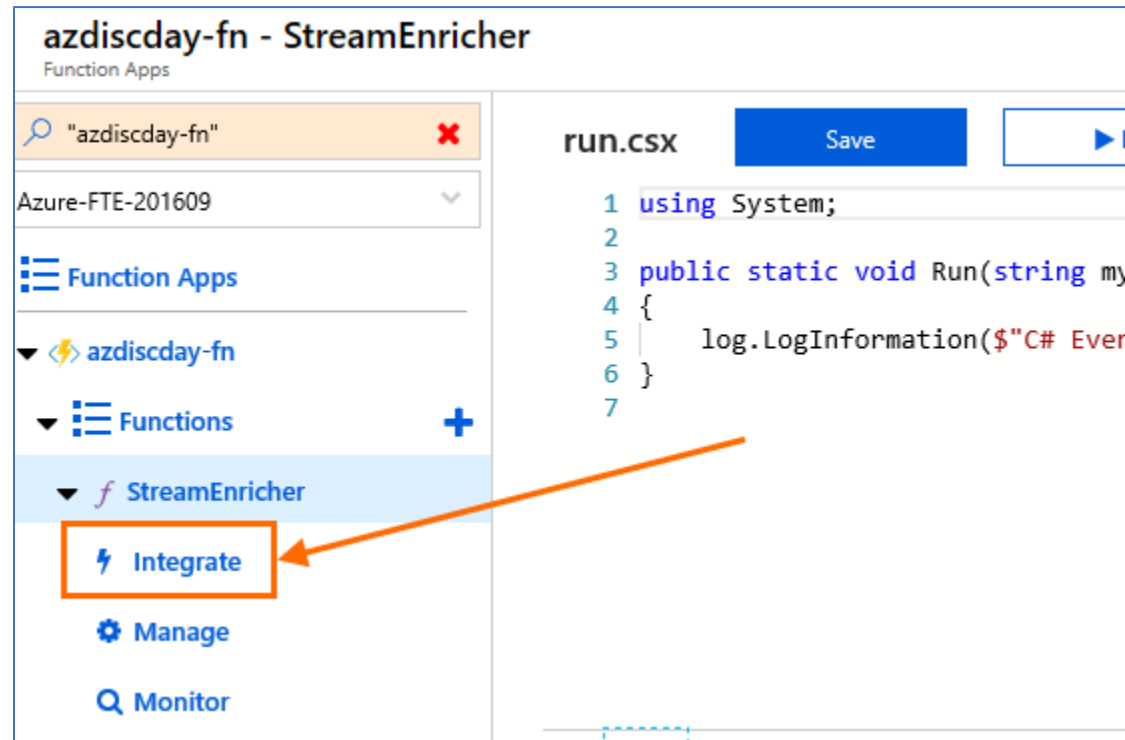 azdiscday-fn - StreamEnricher
Function Apps
"azdiscday-fn"
Azure-FTE-201609
Function Apps
azdiscday-fn
Functions
StreamEnricher
Integrate
Manage
Monitor
run.csx
Save
1 using System;
2
3 public static void Run(string my
4 {
5 log.LogInformation($"C# Even
6 }
7